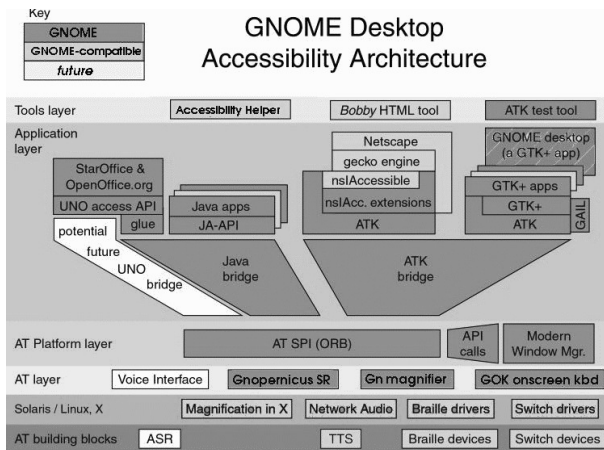 Key
GNOME
GNOME-compatible
future
GNOME Desktop
Accessibility Architecture
Tools layer
Accessibility Helper
Bobby HTML tool
ATK test tool
Application
layer
StarOffice &
OpenOffice.org
UNO access API
glue
Java apps
JA-API
Netscape
gecko engine
nsIAccessible
nsIAcc. extensions
ATK
GNOME desktop
(a GTK+ app)
GTK+ apps
GTK+
ATK
GAIL
potential
future
UNO
bridge
Java
bridge
ATK
bridge
AT Platform layer
AT SPI (ORB)
API
calls
Modern
Window Mgr.
AT layer
Voice Interface
Gnopernicus SR
Gn magnifier
GOK onscreen kbd
Solaris / Linux, X
Magnification in X
Network Audio
Braille drivers
Switch drivers
AT building blocks
ASR
TTS
Braille devices
Switch devices